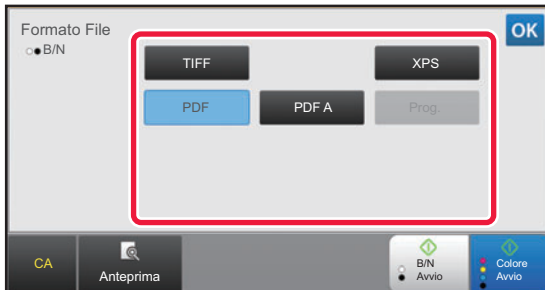 Formato File
OK
B/N
TIFF
XPS
PDF
PDF A
Prog.
CA
Anteprima
B/N
Avvio
Colore
Avvio